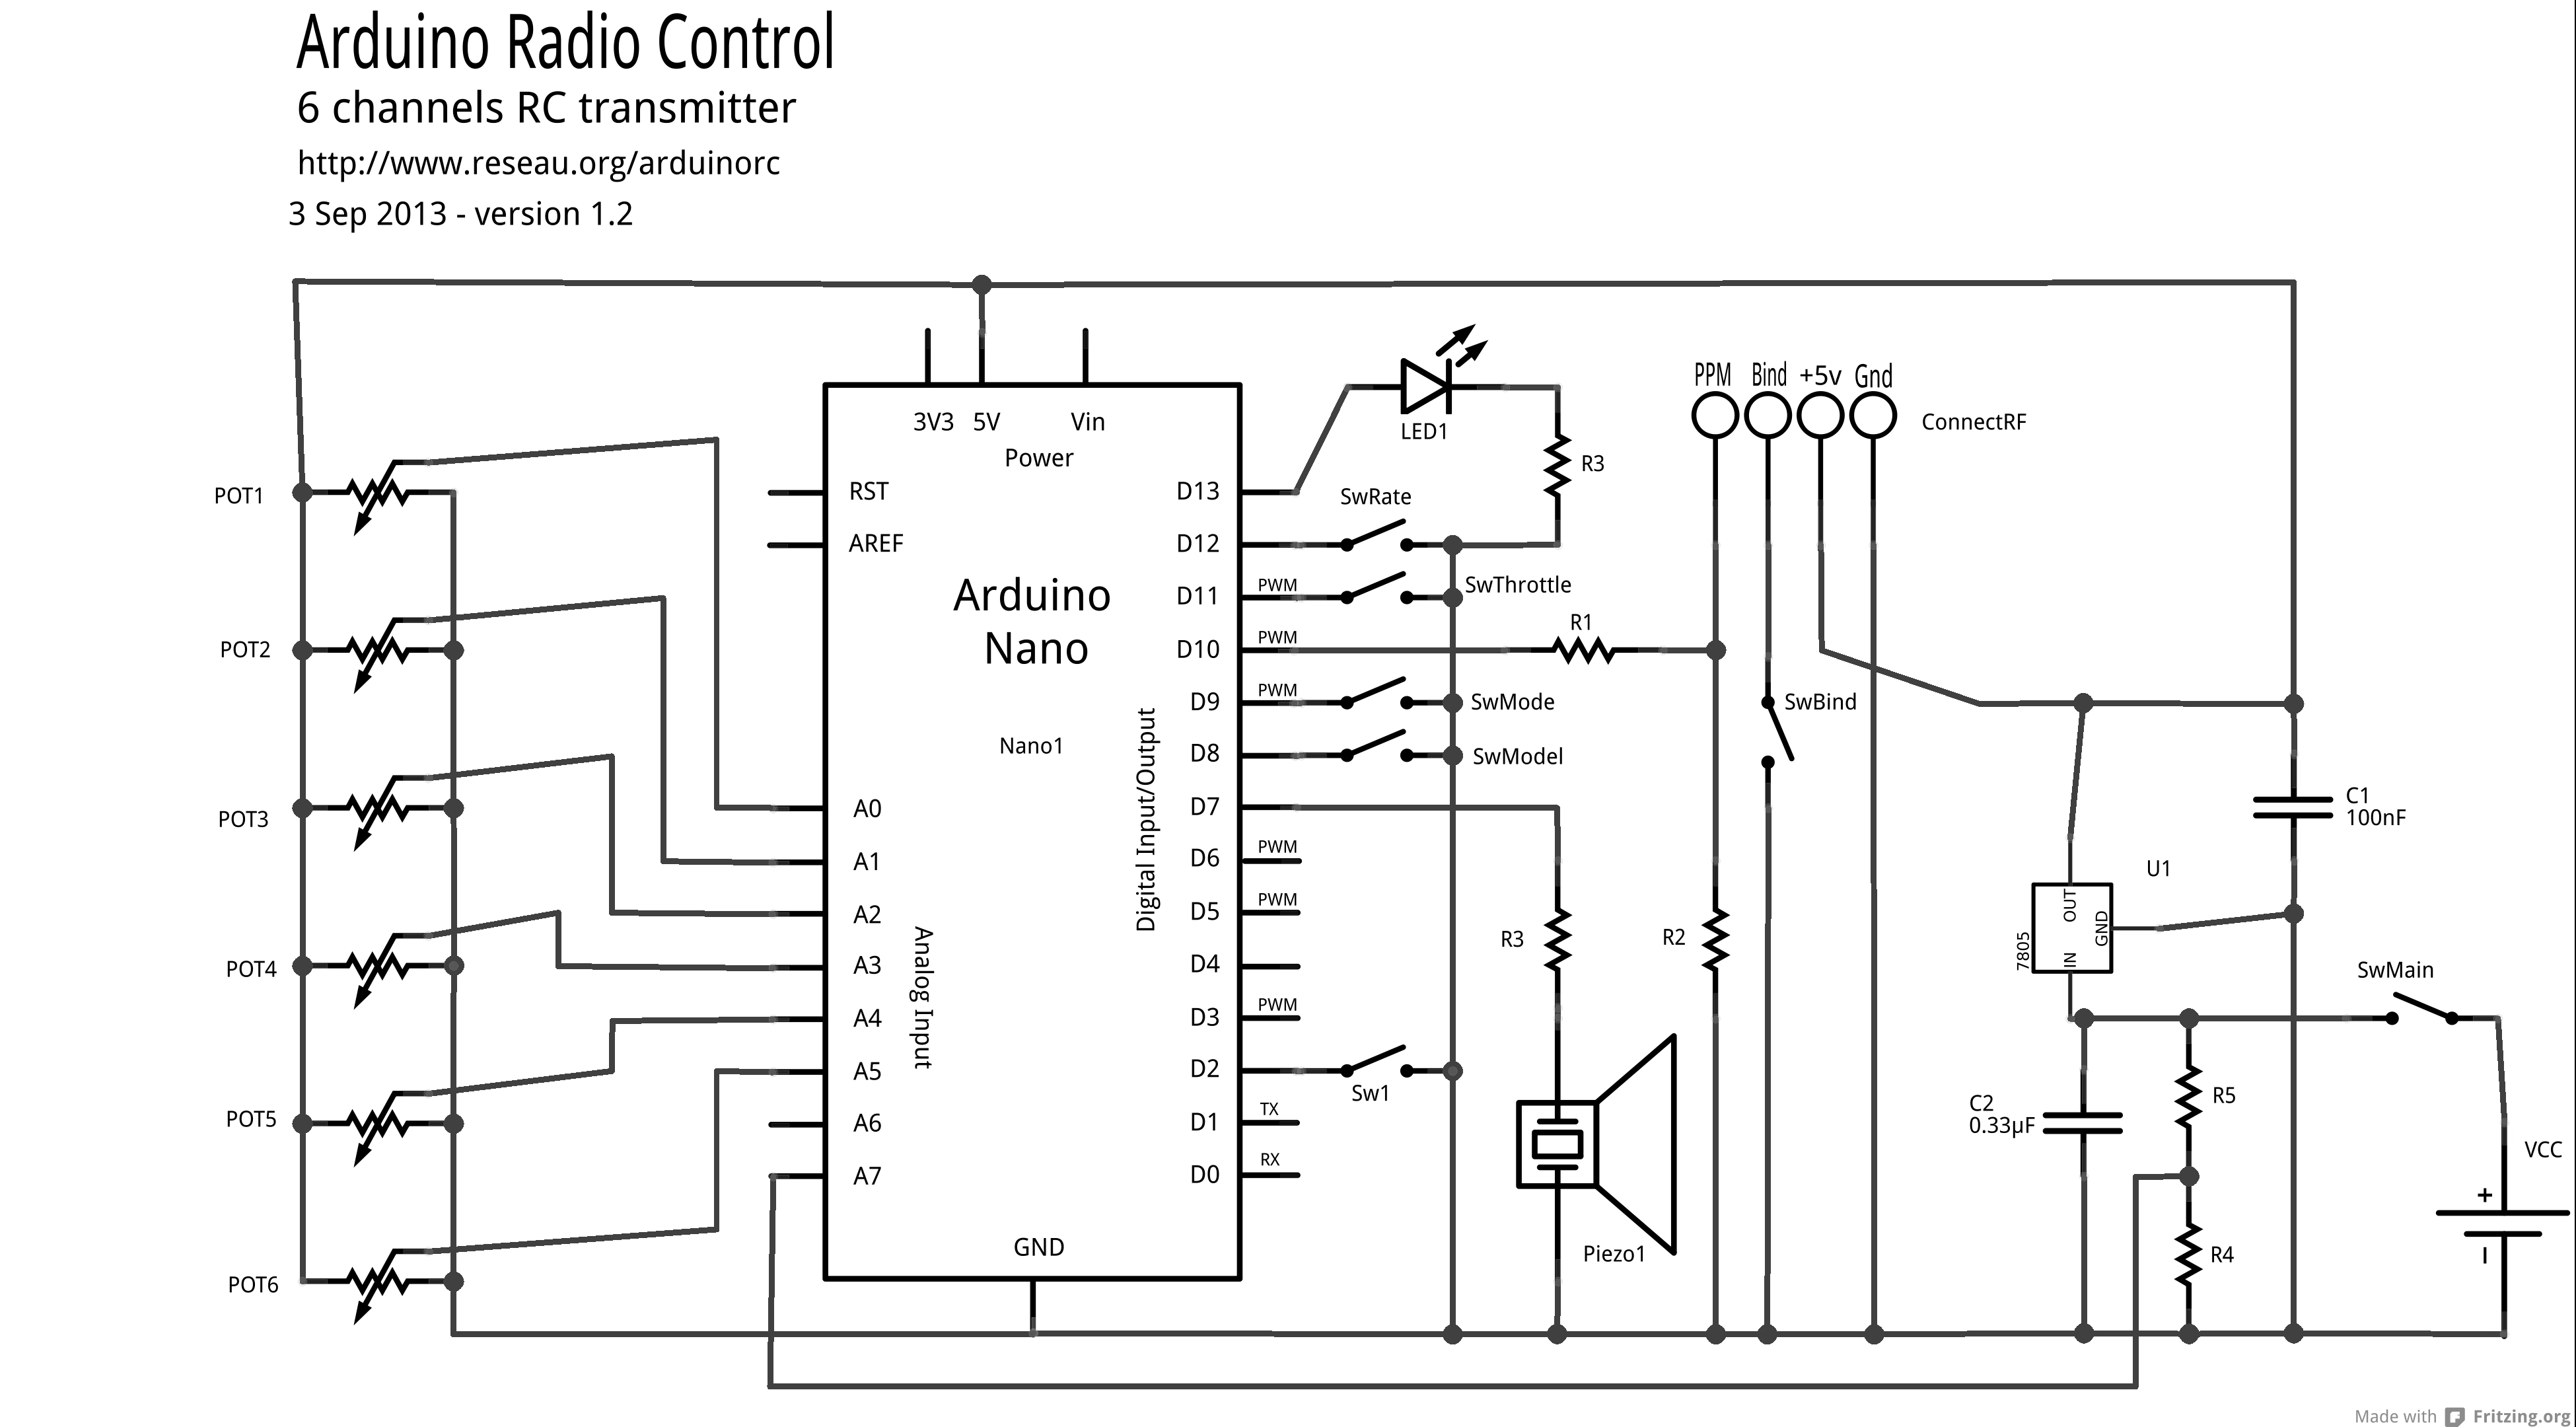 Arduino Radio Control
6 channels RC transmitter
http://www.reseau.org/arduinorc
3 Sep 2013 - version 1.2
PPM Bind +5v Gnd
ConnectRF
LED1
R3
3V3 5V Vin
Power
POT1
RST
D13
SwRate
AREF
D12
Arduino
Nano
Nano1
D11
PWM
SwThrottle
R1
POT2
D10
PWM
D9
PWM
SwMode
SwBind
D8
SwModel
POT3
A0
D7
C1
100nF
A1
D6
PWM
U1
Digital Input/Output
A2
D5
PWM
OUT
GND
IN
7805
R3
R2
POT4
A3
D4
SwMain
Analog Input
A4
D3
PWM
A5
D2
Sw1
R5
C2
0.33µF
POT5
A6
D1
TX
VCC
A7
D0
RX
+
GND
Piezo1
R4
–
POT6
Made with Fritzing.org